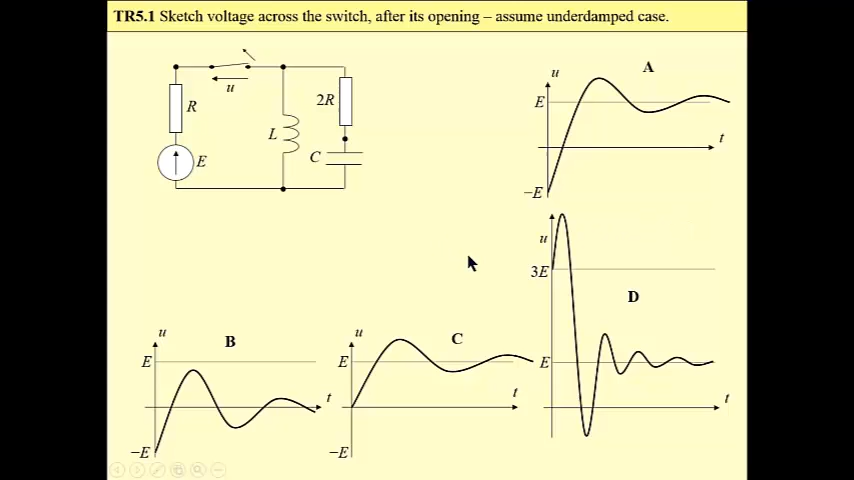 TR5.1 Sketch voltage across the switch, after its opening – assume underdamped case.
u
R
E
L
2R
C
A
u
E
t
−E
u
3E
D
E
t
B
u
E
t
−E
C
u
E
t
−E